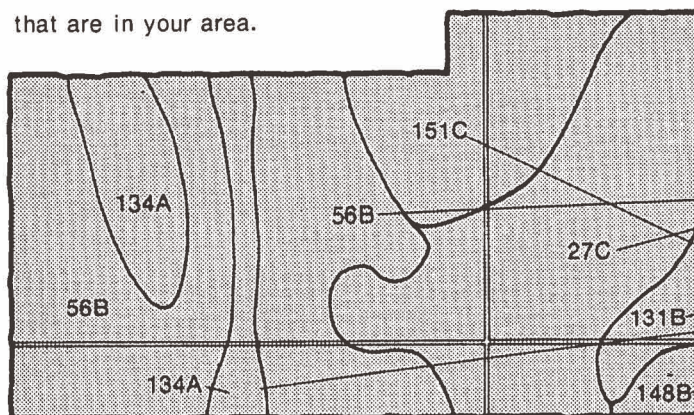 that are in your area.
151C
134A
56B
27C
56B
131B
134A
148B